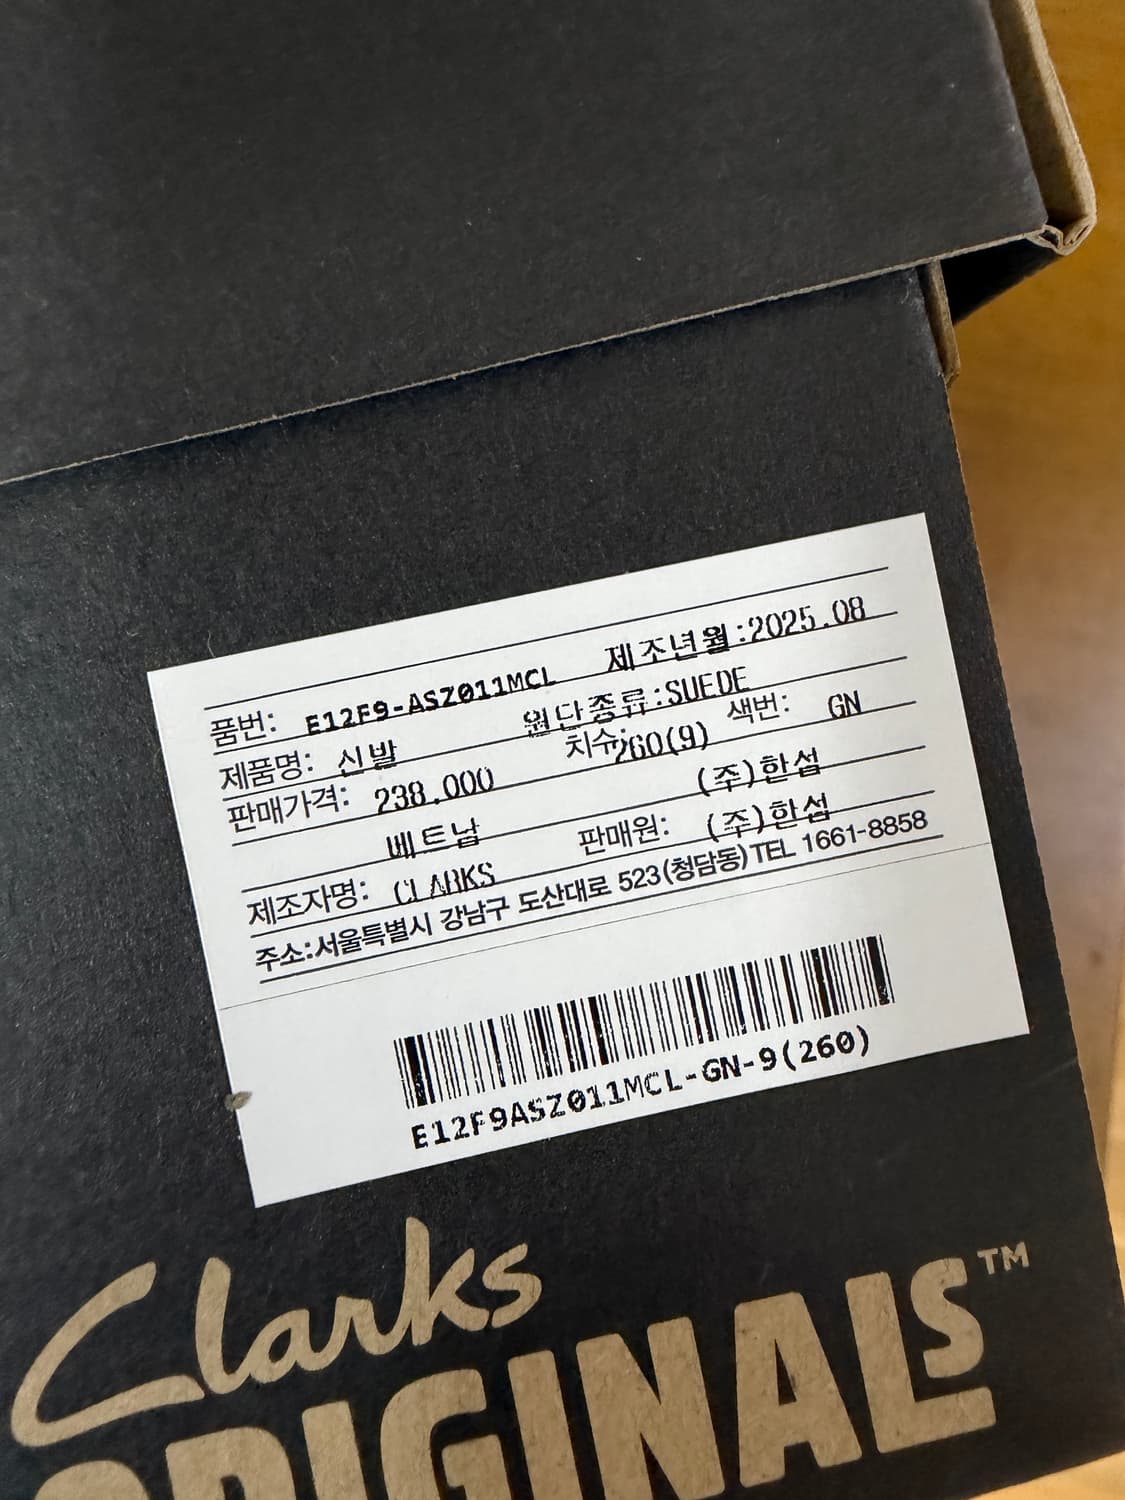 품번: E12F9-ASZ011MCL 제조년월:2025.08
제품명: 신발 원단종류:SUEDE
판매가격: 238.000 치수:260(9) 색번: GN
베트남 (주)한섬
제조자명: CLARKS 판매원: (주)한섬
주소:서울특별시 강남구 도산대로 523(청담동) TEL 1661-8858
E12F9ASZ011MCL-GN-9(260)
Clarks
ORIGINALS™